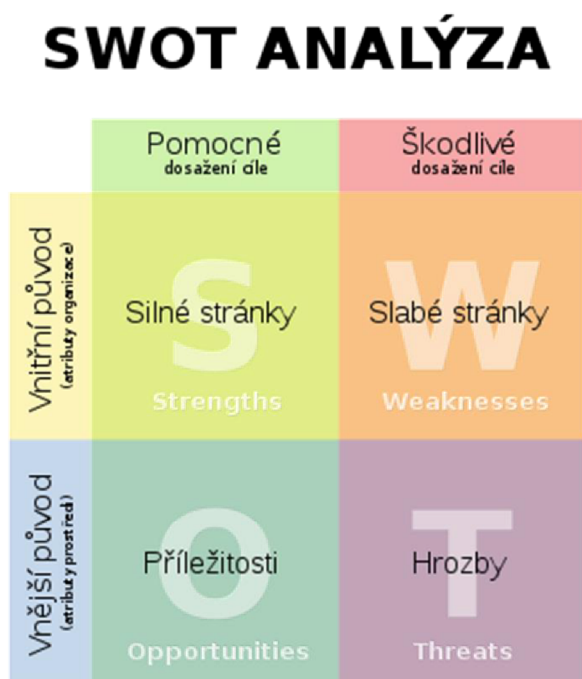 SWOT ANALÝZA
Pomocné
dosažení cíle
Škodlivé
dosažení cíle
Vnitřní původ
(atributy organizace)
S
Silné stránky
Strengths
W
Slabé stránky
Weaknesses
Vnější původ
(atributy prostředí)
O
Příležitosti
Opportunities
T
Hrozby
Threats